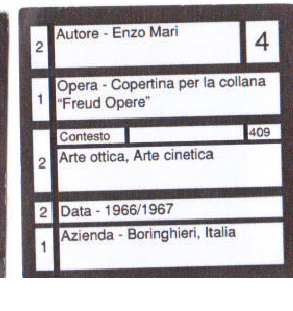 2 Autore - Enzo Mari 4
1 Opera - Copertina per la collana
"Freud Opere"
Contesto 409
2 Arte ottica, Arte cinetica
2 Data - 1966/1967
1 Azienda - Boringhieri, Italia